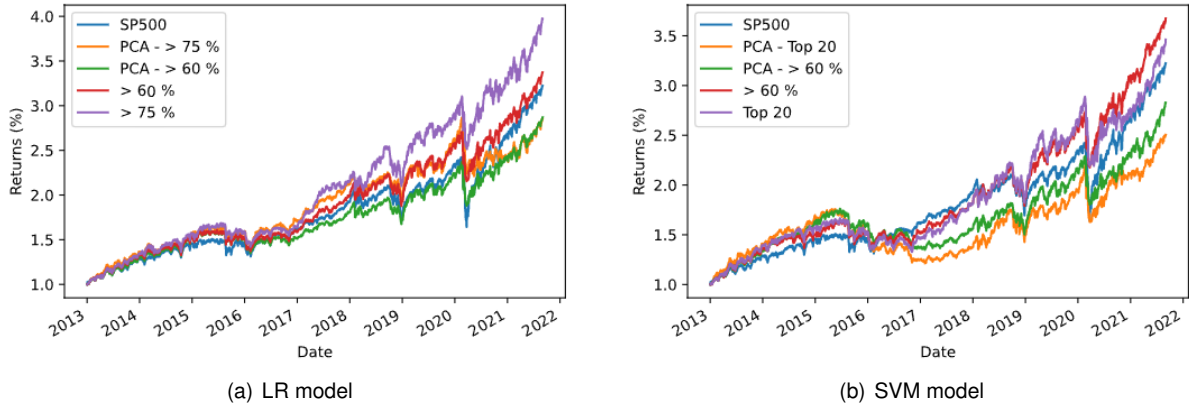 SP500
PCA - > 75 %
PCA - > 60 %
> 60 %
> 75 %
4.0
3.5
3.0
2.5
2.0
1.5
1.0
Returns (%)
2013
2014
2015
2016
2017
2018
2019
2020
2021
2022
Date
(a) LR model
SP500
PCA - Top 20
PCA - > 60 %
> 60 %
Top 20
3.5
3.0
2.5
2.0
1.5
1.0
Returns (%)
2013
2014
2015
2016
2017
2018
2019
2020
2021
2022
Date
(b) SVM model